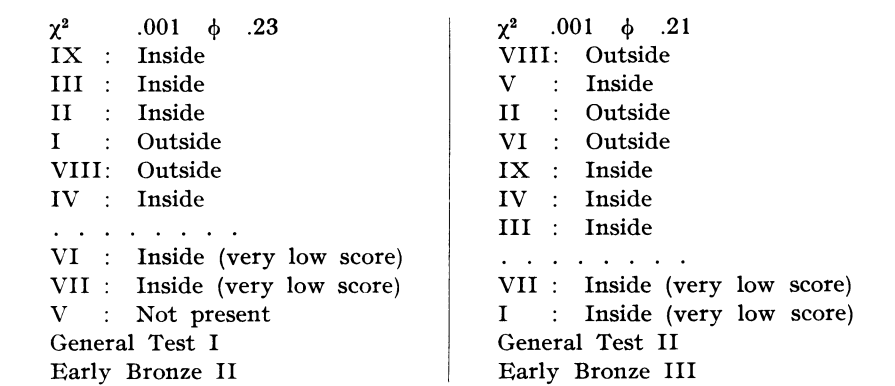 χ² .001 ϕ .23
IX : Inside
III : Inside
II : Inside
I : Outside
VIII: Outside
IV : Inside
. . . . . . . .
VI : Inside (very low score)
VII : Inside (very low score)
V : Not present
General Test I
Early Bronze II
χ² .001 ϕ .21
VIII: Outside
V : Inside
II : Outside
VI : Outside
IX : Inside
IV : Inside
III : Inside
. . . . . . . .
VII : Inside (very low score)
I : Inside (very low score)
General Test II
Early Bronze III